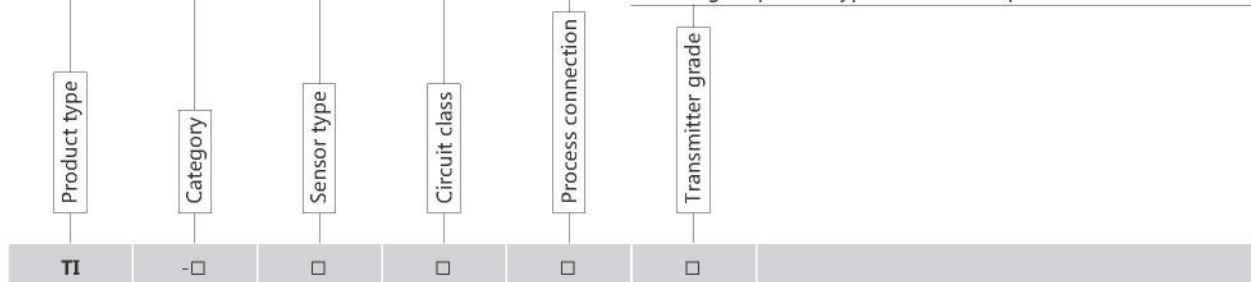 Product type
Category
Sensor type
Circuit class
Process connection
Transmitter grade
TI -□ □ □ □ □